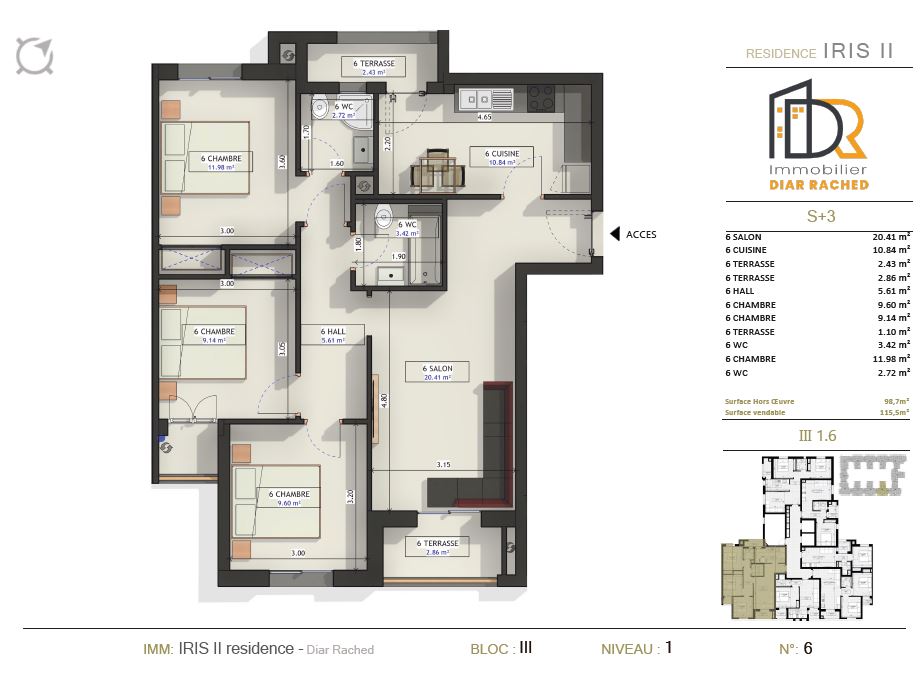 RESIDENCE IRIS II
DR
Immobilier
DIAR RACHED
S+3
6 SALON 20.41 m²
6 CUISINE 10.84 m²
6 TERRASSE 2.43 m²
6 TERRASSE 2.86 m²
6 HALL 5.61 m²
6 CHAMBRE 9.60 m²
6 CHAMBRE 9.14 m²
6 TERRASSE 1.10 m²
6 WC 3.42 m²
6 CHAMBRE 11.98 m²
6 WC 2.72 m²
Surface Hors Œuvre 98,7m²
Surface vendable 115,5m²
III 1.6
6 TERRASSE
2.43 m²
6 WC
2.72 m²
1.70
1.60
4.65
2.20
6 CUISINE
10.84 m²
6 CHAMBRE
11.98 m²
3.60
3.00
6 WC
3.42 m²
1.80
1.90
ACCES
3.00
6 CHAMBRE
9.14 m²
3.05
6 HALL
5.61 m²
6 SALON
20.41 m²
4.80
3.15
6 CHAMBRE
9.60 m²
3.20
3.00
6 TERRASSE
2.86 m²
IMM: IRIS II residence - Diar Rached BLOC : III NIVEAU : 1 N°: 6